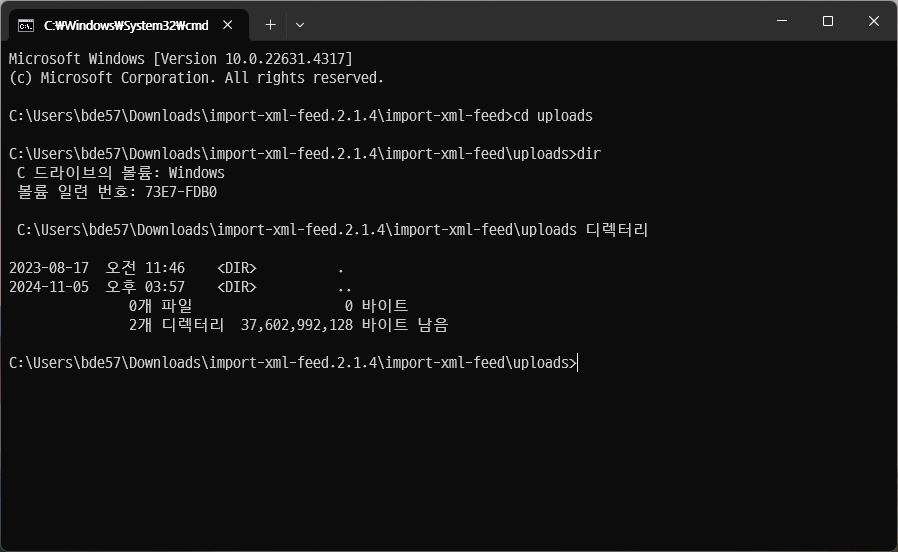 C:₩Windows₩System32₩cmd
Microsoft Windows [Version 10.0.22631.4317]
(c) Microsoft Corporation. All rights reserved.
C:\Users\bde57\Downloads\import-xml-feed.2.1.4\import-xml-feed>cd uploads
C:\Users\bde57\Downloads\import-xml-feed.2.1.4\import-xml-feed\uploads>dir
C 드라이브의 볼륨: Windows
볼륨 일련 번호: 73E7-FDB0
C:\Users\bde57\Downloads\import-xml-feed.2.1.4\import-xml-feed\uploads 디렉터리
2023-08-17  오전 11:46    <DIR>          .
2024-11-05  오후 03:57    <DIR>          ..
0개 파일                   0 바이트
2개 디렉터리  37,602,992,128 바이트 남음
C:\Users\bde57\Downloads\import-xml-feed.2.1.4\import-xml-feed\uploads>